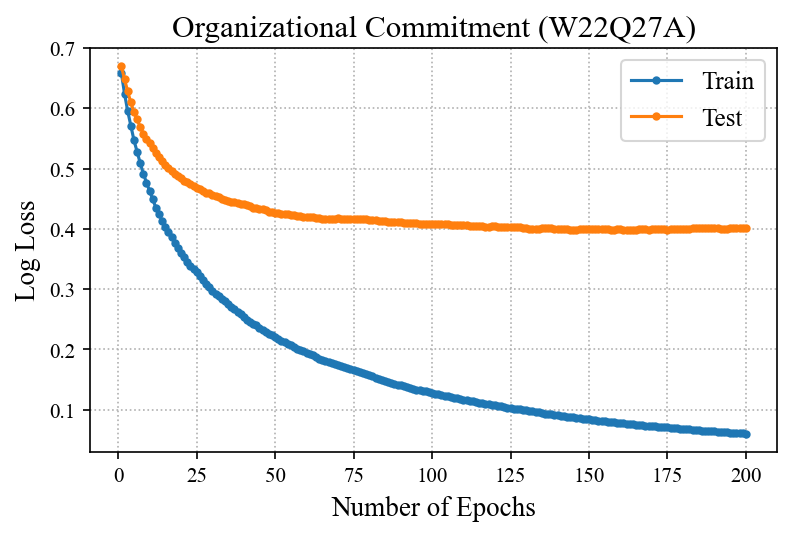 Organizational Commitment (W22Q27A)
0.7
0.6
0.5
0.4
0.3
0.2
0.1
Log Loss
Train
Test
0 25 50 75 100 125 150 175 200
Number of Epochs